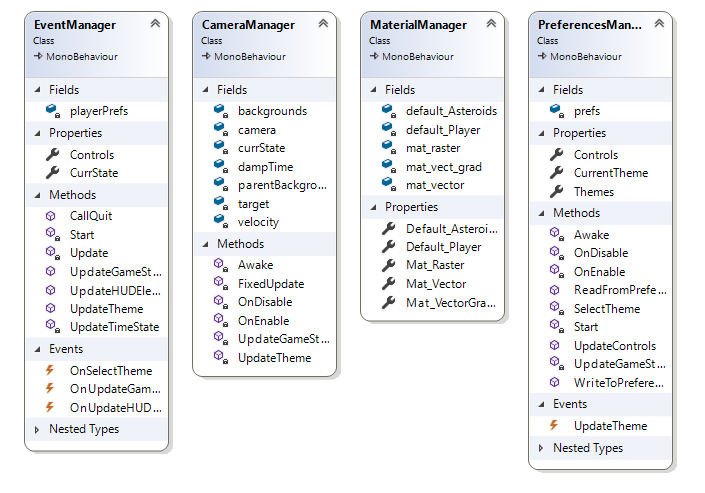 EventManager
Class
MonoBehaviour
Fields
playerPrefs
Properties
Controls
CurrState
Methods
CallQuit
Start
Update
UpdateGameSt...
UpdateHUDEle...
UpdateTheme
UpdateTimeState
Events
OnSelectTheme
OnUpdateGam...
OnUpdateHUD...
Nested Types
CameraManager
Class
MonoBehaviour
Fields
backgrounds
camera
currState
dampTime
parentBackgro...
target
velocity
Methods
Awake
FixedUpdate
OnDisable
OnEnable
UpdateGameSt...
UpdateTheme
MaterialManager
Class
MonoBehaviour
Fields
default_Asteroids
default_Player
mat_raster
mat_vect_grad
mat_vector
Properties
Default_Asteroi...
Default_Player
Mat_Raster
Mat_Vector
Mat_VectorGra...
PreferencesMan...
Class
MonoBehaviour
Fields
prefs
Properties
Controls
CurrentTheme
Themes
Methods
Awake
OnDisable
OnEnable
ReadFromPrefe...
SelectTheme
Start
UpdateControls
UpdateGameSt...
WriteToPrefere...
Events
UpdateTheme
Nested Types